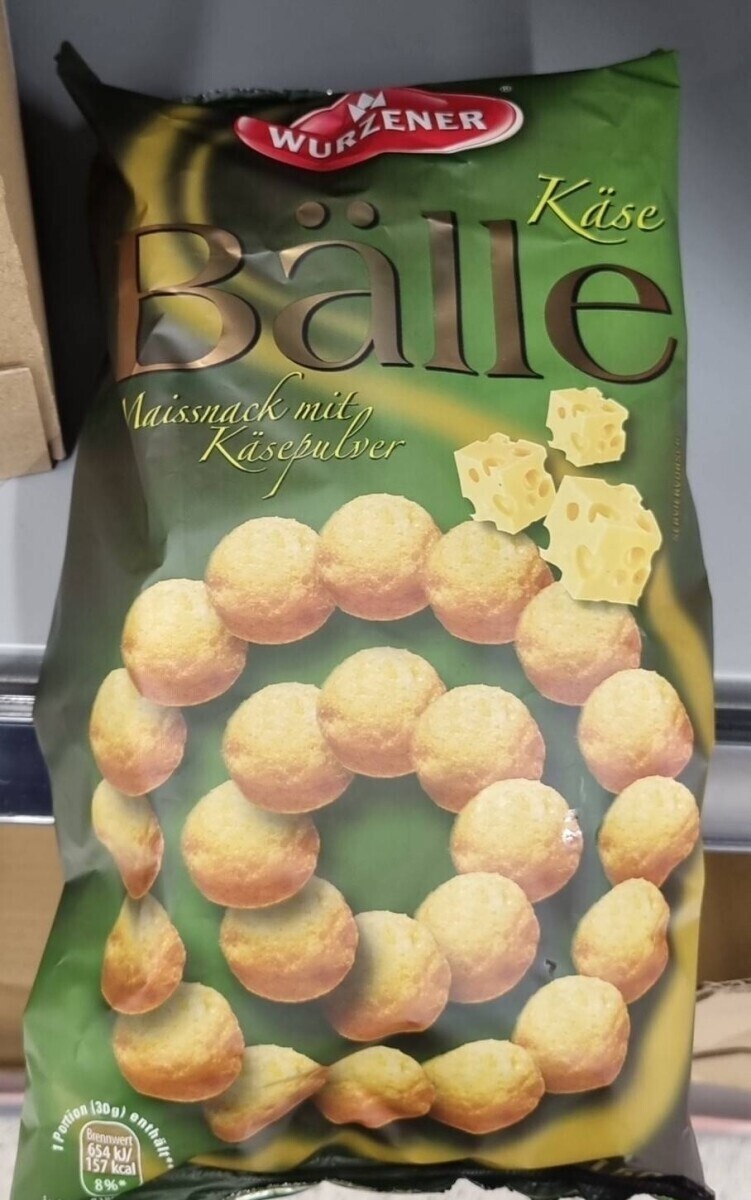 WURZENER ®
Käse
Bälle
Maissnack mit
Käsepulver
1 Portion (30g) enthält**
Brennwert
654 kJ/
157 kcal
8%*